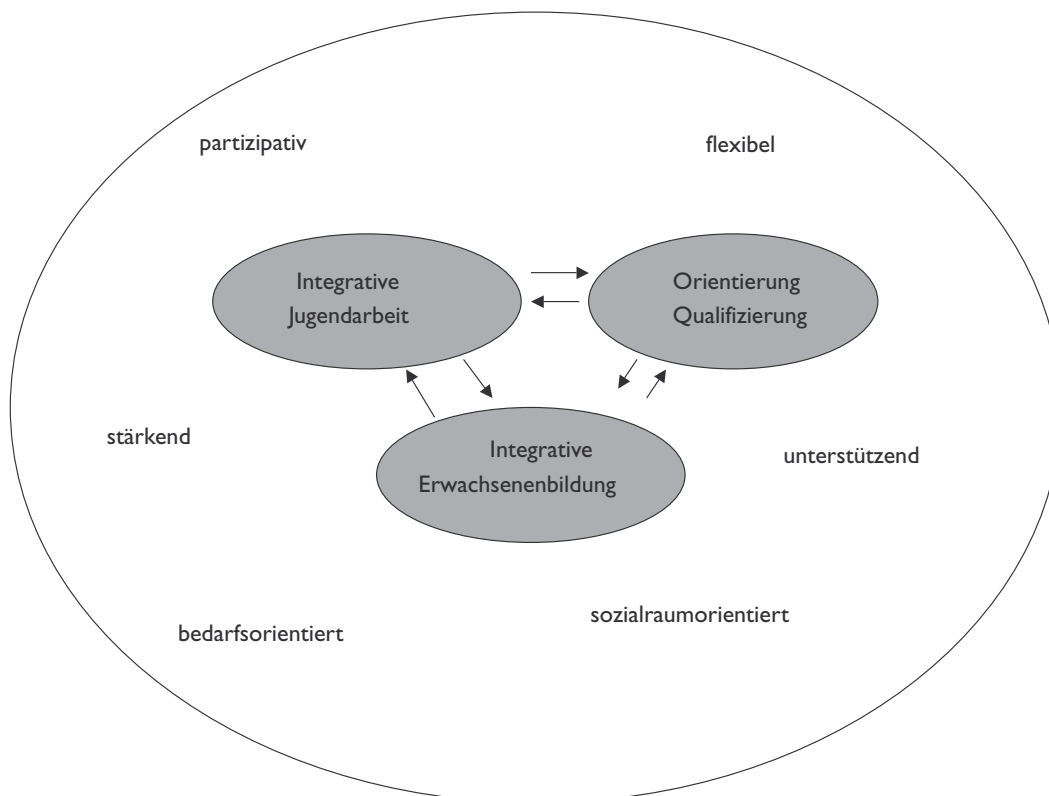 partizipativ
flexibel
Integrative
Jugendarbeit
Orientierung
Qualifizierung
stärkend
Integrative
Erwachsenenbildung
unterstützend
bedarfsorientiert
sozialraumorientiert